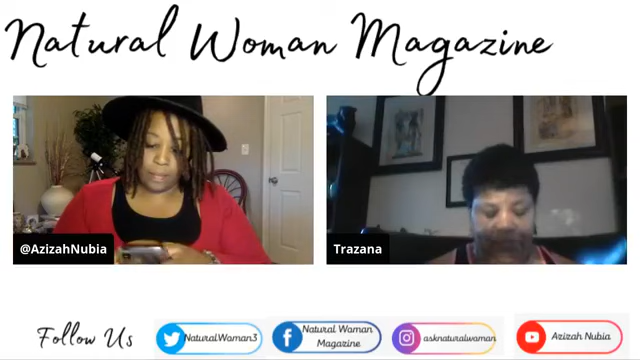 Natural Woman Magazine
@AzizahNubia
Trazana
Follow Us
NaturalWoman3
Natural Woman
Magazine
asknaturalwoman
Azizah Nubia